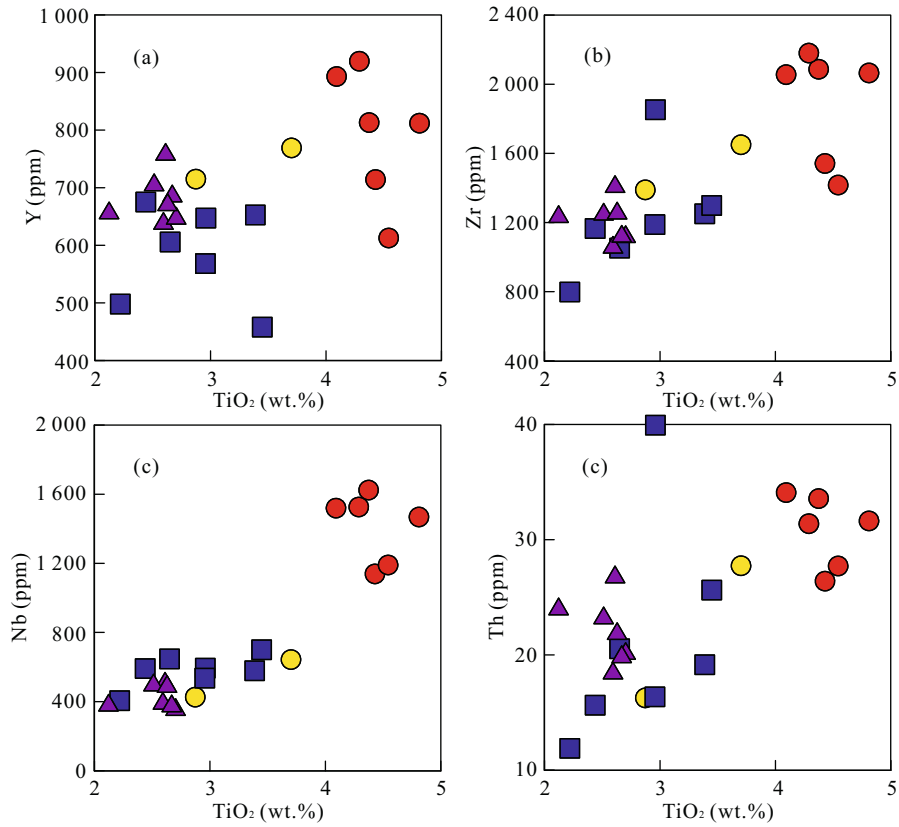 1 000
900
800
700
600
500
400
Y (ppm)
(a)
2 3 4 5
TiO₂ (wt.%)
2 400
2 000
1 600
1 200
800
400
Zr (ppm)
(b)
2 3 4 5
TiO₂ (wt.%)
2 000
1 600
1 200
800
400
0
Nb (ppm)
(c)
2 3 4 5
TiO₂ (wt.%)
40
30
20
10
Th (ppm)
(c)
2 3 4 5
TiO₂ (wt.%)